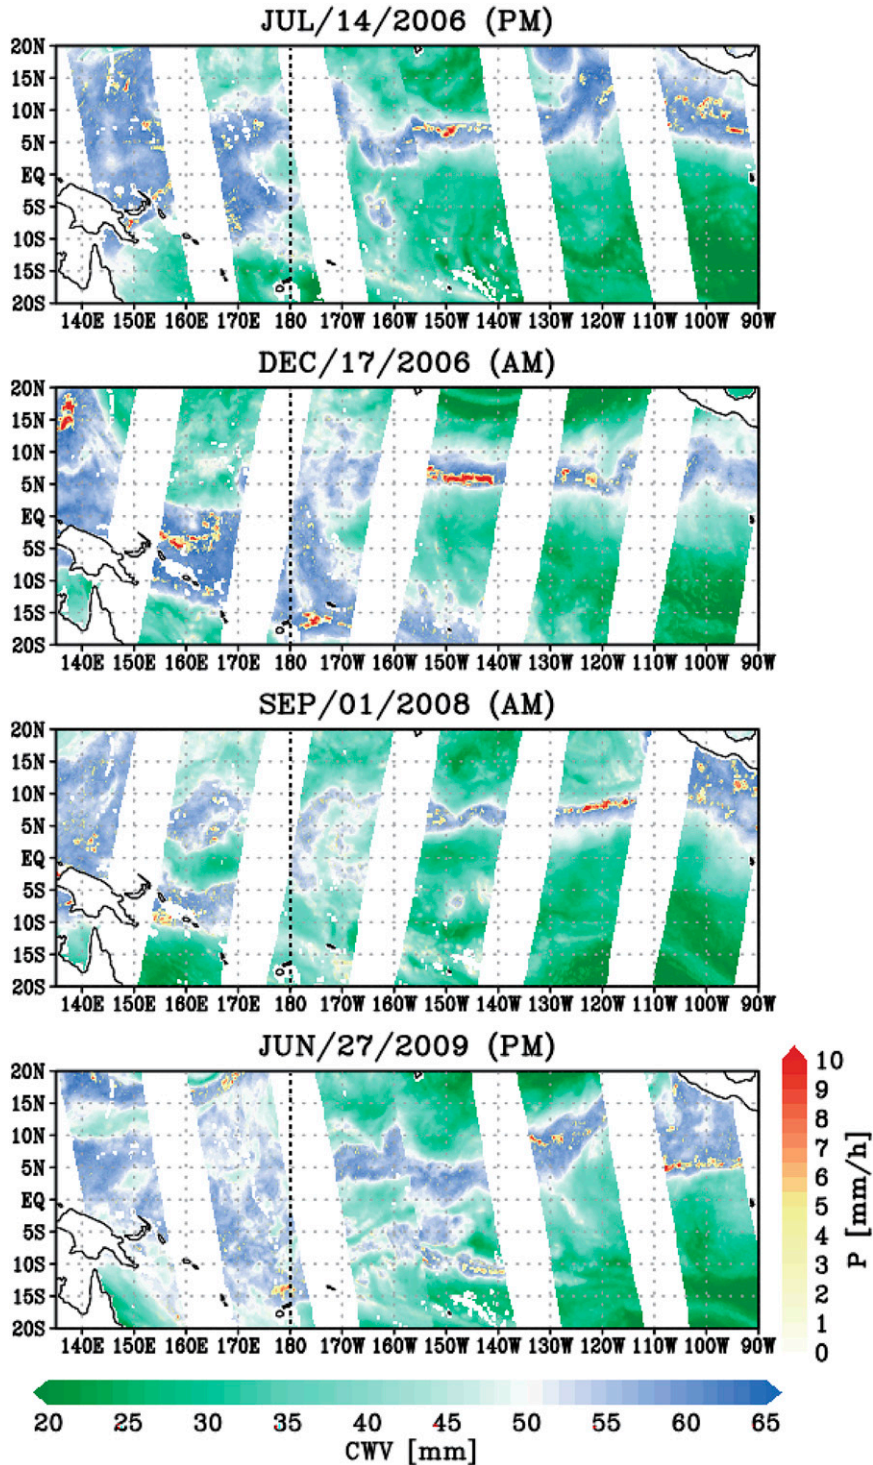 JUL/14/2006 (PM)
20N
15N
10N
5N
EQ
5S
10S
15S
20S
140E 150E 160E 170E 180 170W 160W 150W 140W 130W 120W 110W 100W 90W
DEC/17/2006 (AM)
20N
15N
10N
5N
EQ
5S
10S
15S
20S
140E 150E 160E 170E 180 170W 160W 150W 140W 130W 120W 110W 100W 90W
SEP/01/2008 (AM)
20N
15N
10N
5N
EQ
5S
10S
15S
20S
140E 150E 160E 170E 180 170W 160W 150W 140W 130W 120W 110W 100W 90W
JUN/27/2009 (PM)
20N
15N
10N
5N
EQ
5S
10S
15S
20S
140E 150E 160E 170E 180 170W 160W 150W 140W 130W 120W 110W 100W 90W
10
9
8
7
6
5
4
3
2
1
0
P [mm/h]
20 25 30 35 40 45 50 55 60 65
CWV [mm]